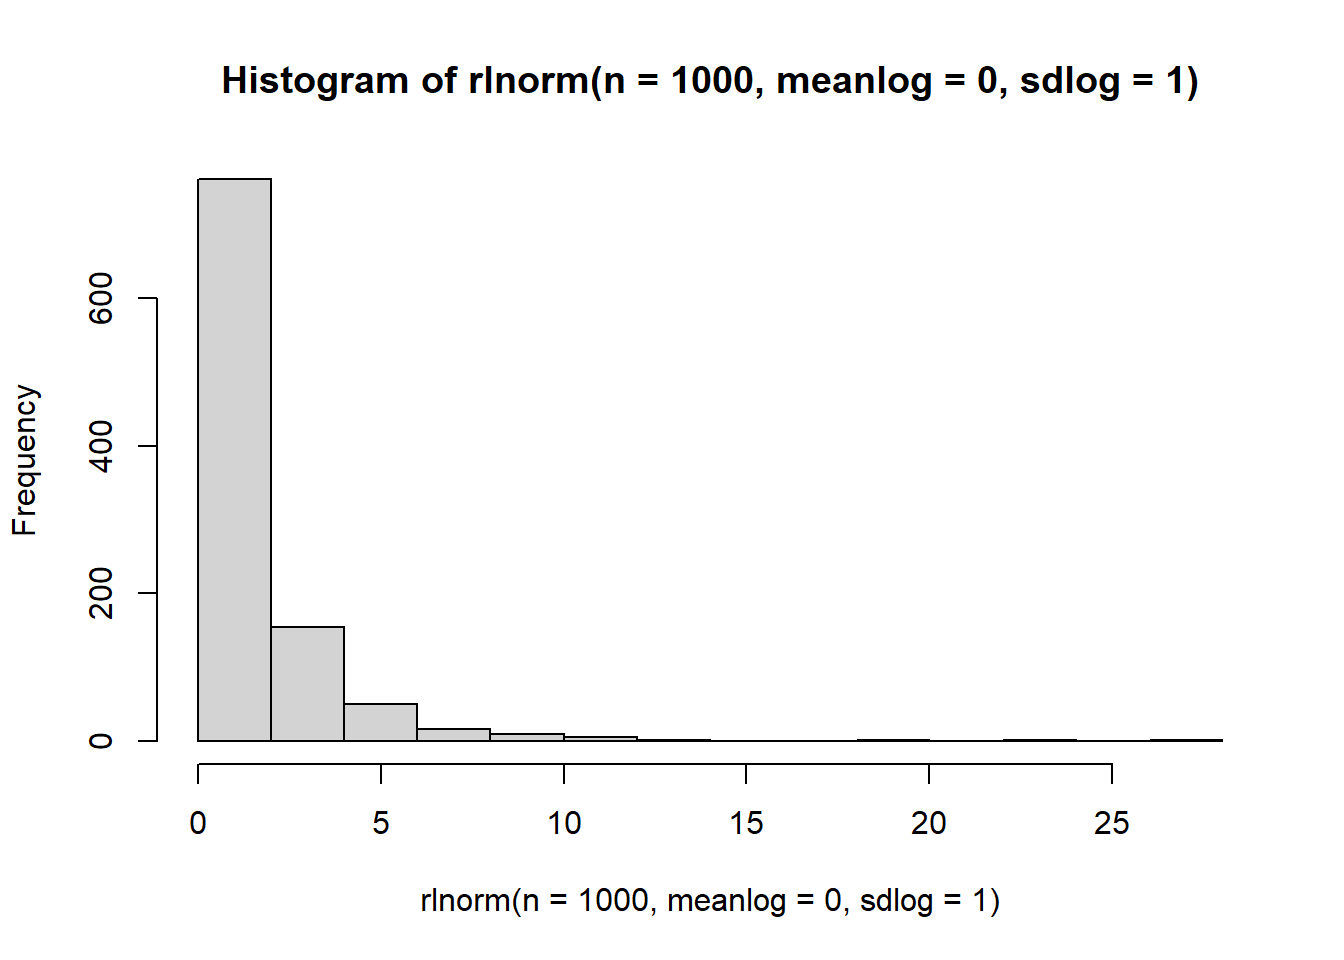 Histogram of rlnorm(n = 1000, meanlog = 0, sdlog = 1)
Frequency
600
400
200
0
0 5 10 15 20 25
rlnorm(n = 1000, meanlog = 0, sdlog = 1)